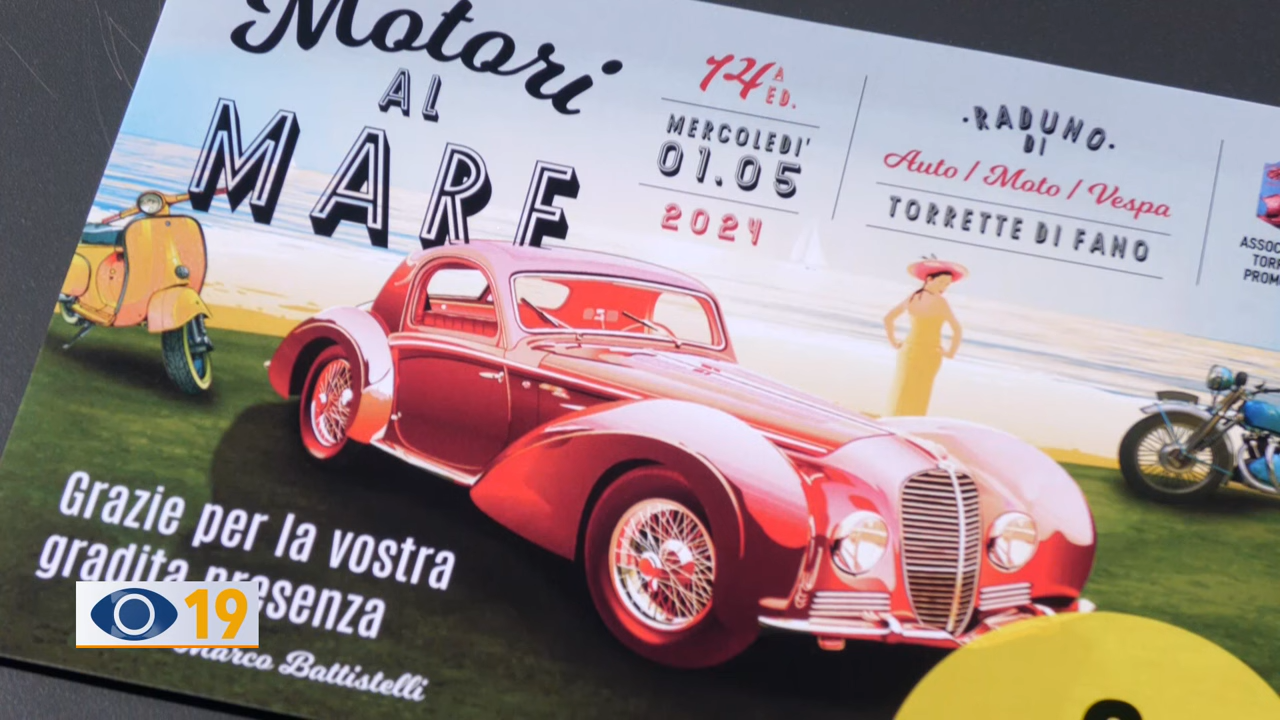 Motori
AL
MARE
14A ED.
MERCOLEDI'
01.05
2024
·RADUNO·
DI
Auto / Moto / Vespa
TORRETTE DI FANO
Grazie per la vostra
gradita presenza
Marco Battistelli
19